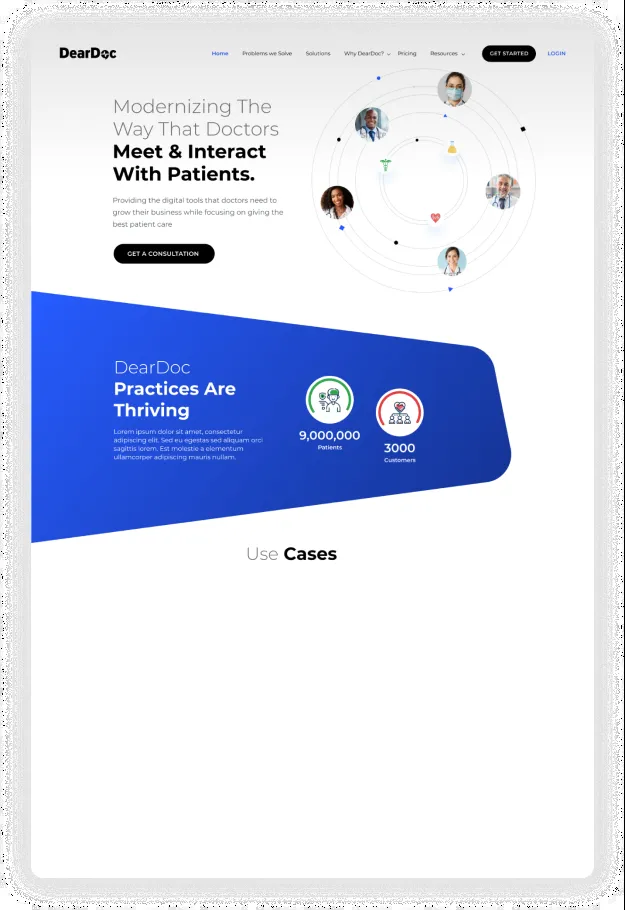 DearDoc
Home Problems we Solve Solutions Why DearDoc? Pricing Resources GET STARTED LOGIN
Modernizing The
Way That Doctors
Meet & Interact
With Patients.
Providing the digital tools that doctors need to
grow their business while focusing on giving the
best patient care
GET A CONSULTATION
DearDoc
Practices Are
Thriving
Lorem ipsum dolor sit amet, consectetur
adipiscing elit. Sed eu egestas sed aliquam orci
sagittis lorem. Est molestie a elementum
ullamcorper adipiscing mauris nullam.
9,000,000
Patients
3000
Customers
Use Cases